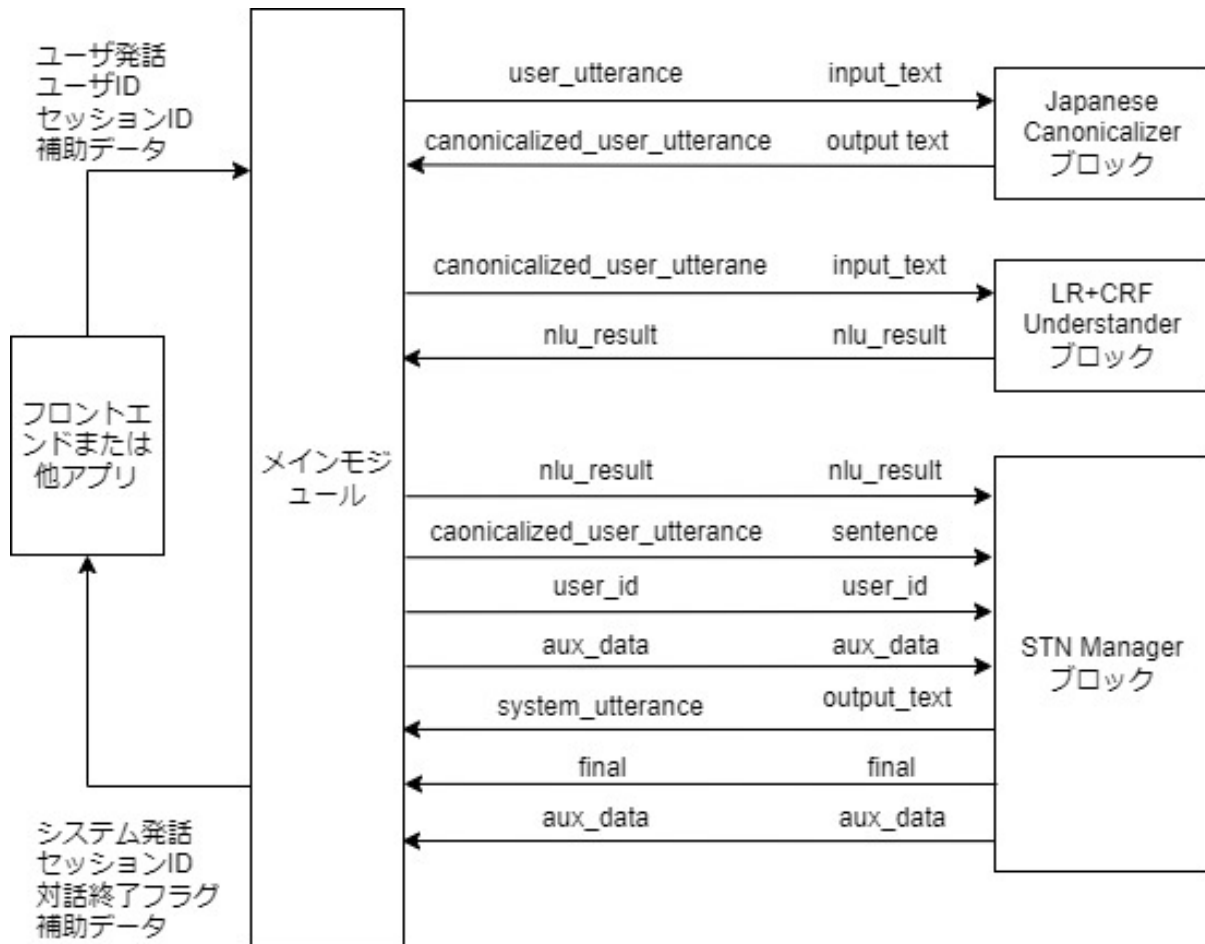 ユーザ発話
ユーザID
セッションID
補助データ
フロントエ
ンドまたは
他アプリ
システム発話
セッションID
対話終了フラグ
補助データ
メインモジ
ュール
user_utterance input_text
canonicalized_user_utterance output text
Japanese
Canonicalizer
ブロック
canonicalized_user_utterane input_text
nlu_result nlu_result
LR+CRF
Understander
ブロック
nlu_result nlu_result
caonicalized_user_utterance sentence
user_id user_id
aux_data aux_data
system_utterance output_text
final final
aux_data aux_data
STN Manager
ブロック